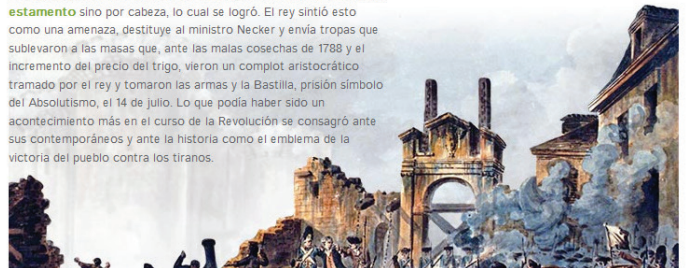 estamento sino por cabeza, lo cual se logró. El rey sintió esto
como una amenaza, destituye al ministro Necker y envía tropas que
sublevaron a las masas que, ante las malas cosechas de 1788 y el
incremento del precio del trigo, vieron un complot aristocrático
tramado por el rey y tomaron las armas y la Bastilla, prisión símbolo
del Absolutismo, el 14 de julio. Lo que podía haber sido un
acontecimiento más en el curso de la Revolución se consagró ante
sus contemporáneos y ante la historia como el emblema de la
victoria del pueblo contra los tiranos.